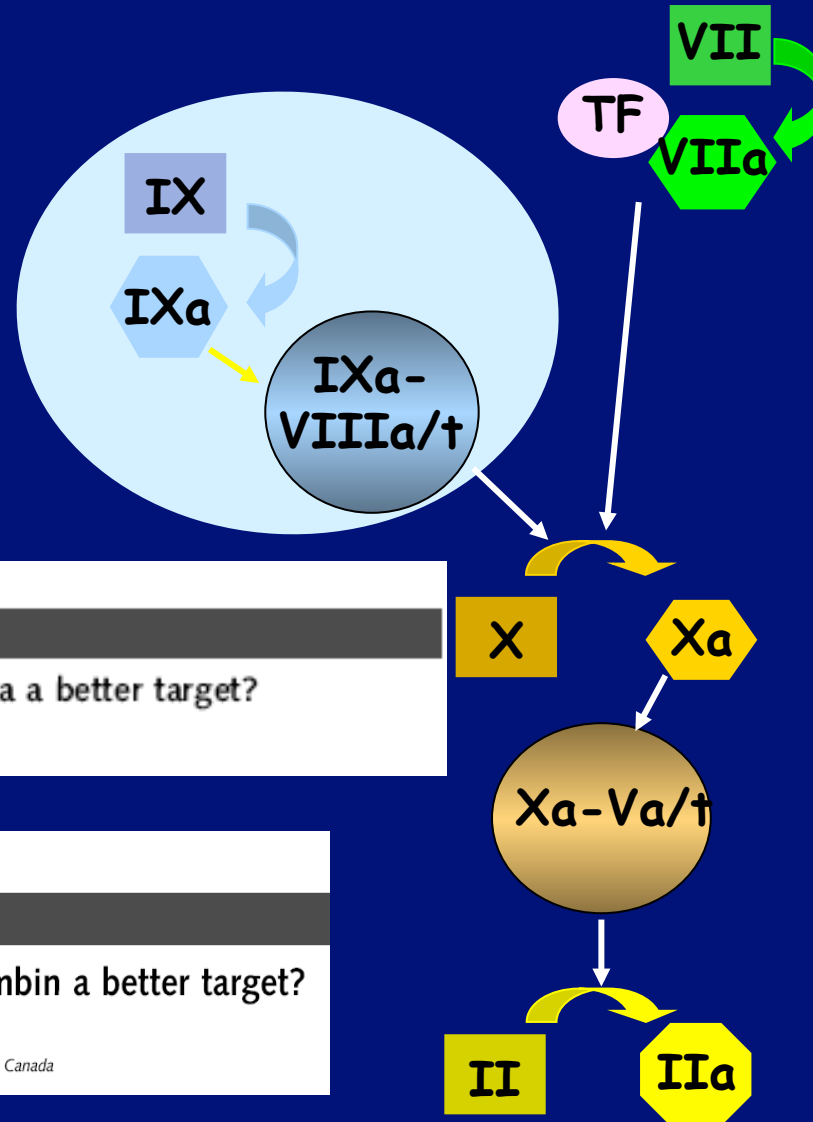 VII
TF
VIIa
IX
IXa
IXa-
VIIIa/t
X
Xa
a a better target?
Xa-Va/t
mbin a better target?
Canada
II
IIa